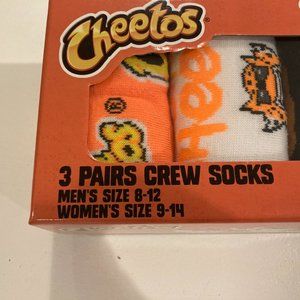 Cheetos
®
3 PAIRS CREW SOCKS
MEN'S SIZE 8-12
WOMEN'S SIZE 9-14